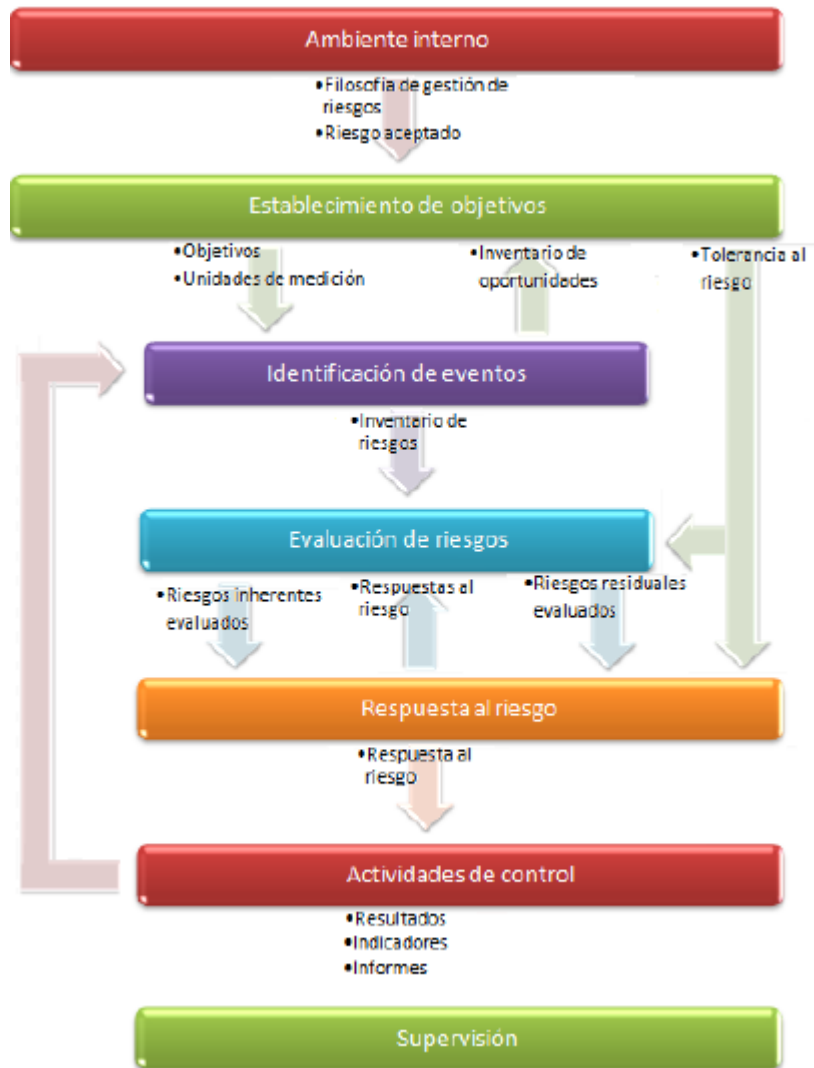 Ambiente interno
•Filosofía de gestión de
riesgos
•Riesgo aceptado
Establecimiento de objetivos
•Objetivos
•Unidades de medición
•Inventario de
oportunidades
•Tolerancia al
riesgo
Identificación de eventos
•Inventario de
riesgos
Evaluación de riesgos
•Riesgos inherentes
evaluados
•Respuestas al
riesgo
•Riesgos residuales
evaluados
Respuesta al riesgo
•Respuesta al
riesgo
Actividades de control
•Resultados
•Indicadores
•Informes
Supervisión